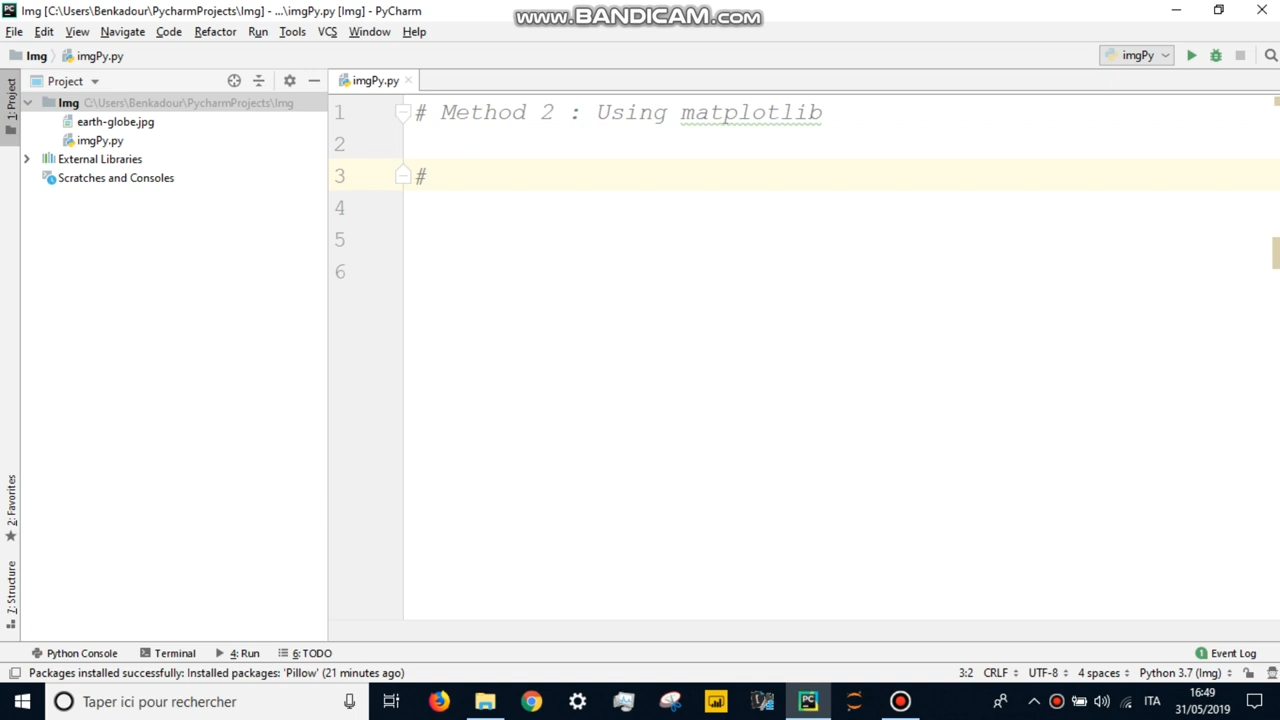 Img [C:\Users\Benkadour\PycharmProjects\Img] - ...\imgPy.py [Img] - PyCharm
www.BANDICAM.com
File Edit View Navigate Code Refactor Run Tools VCS Window Help
Img imgPy.py
imgPy
Project
imgPy.py
1: Project
Img C:\Users\Benkadour\PycharmProjects\Img
earth-globe.jpg
imgPy.py
External Libraries
Scratches and Consoles
1 # Method 2 : Using matplotlib
2
3 #
4
5
6
2: Favorites
7: Structure
Python Console Terminal 4: Run 6: TODO
1 Event Log
Packages installed successfully: Installed packages: 'Pillow' (21 minutes ago)
3:2 CRLF UTF-8 4 spaces Python 3.7 (Img)
Taper ici pour rechercher
PC
ITA
16:49
31/05/2019